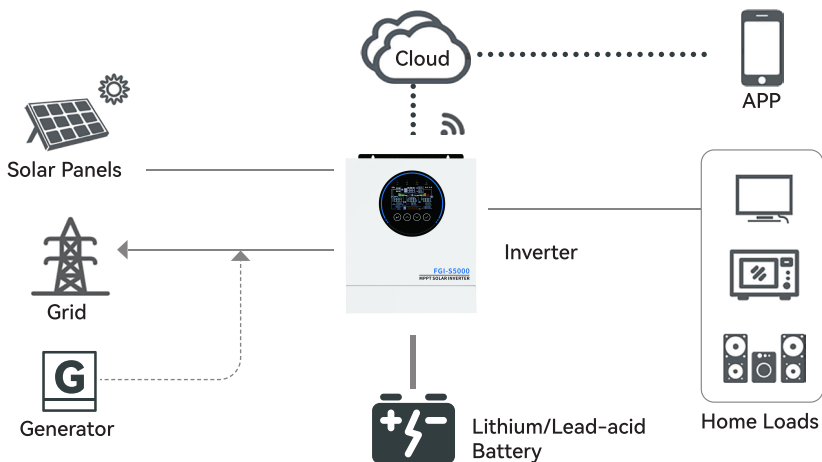 Cloud
APP
Solar Panels
FGI-S5000
MPPT SOLAR INVERTER
Inverter
Grid
G
Generator
Lithium/Lead-acid
Battery
Home Loads